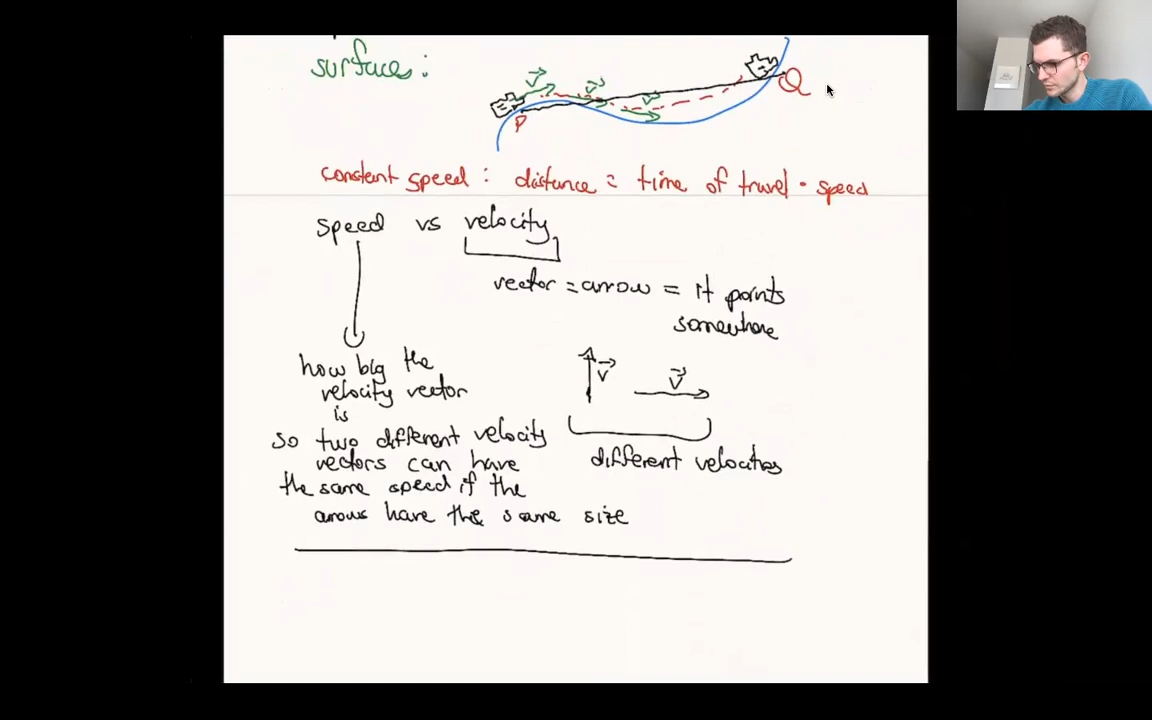 surface:
v
v
v
P
Q
constant speed: distance = time of travel · speed
speed vs velocity
vector = arrow = it points
somewhere
how big the
velocity vector
is
v
v
so two different velocity
vectors can have
the same speed if the
arrows have the same size
different velocities